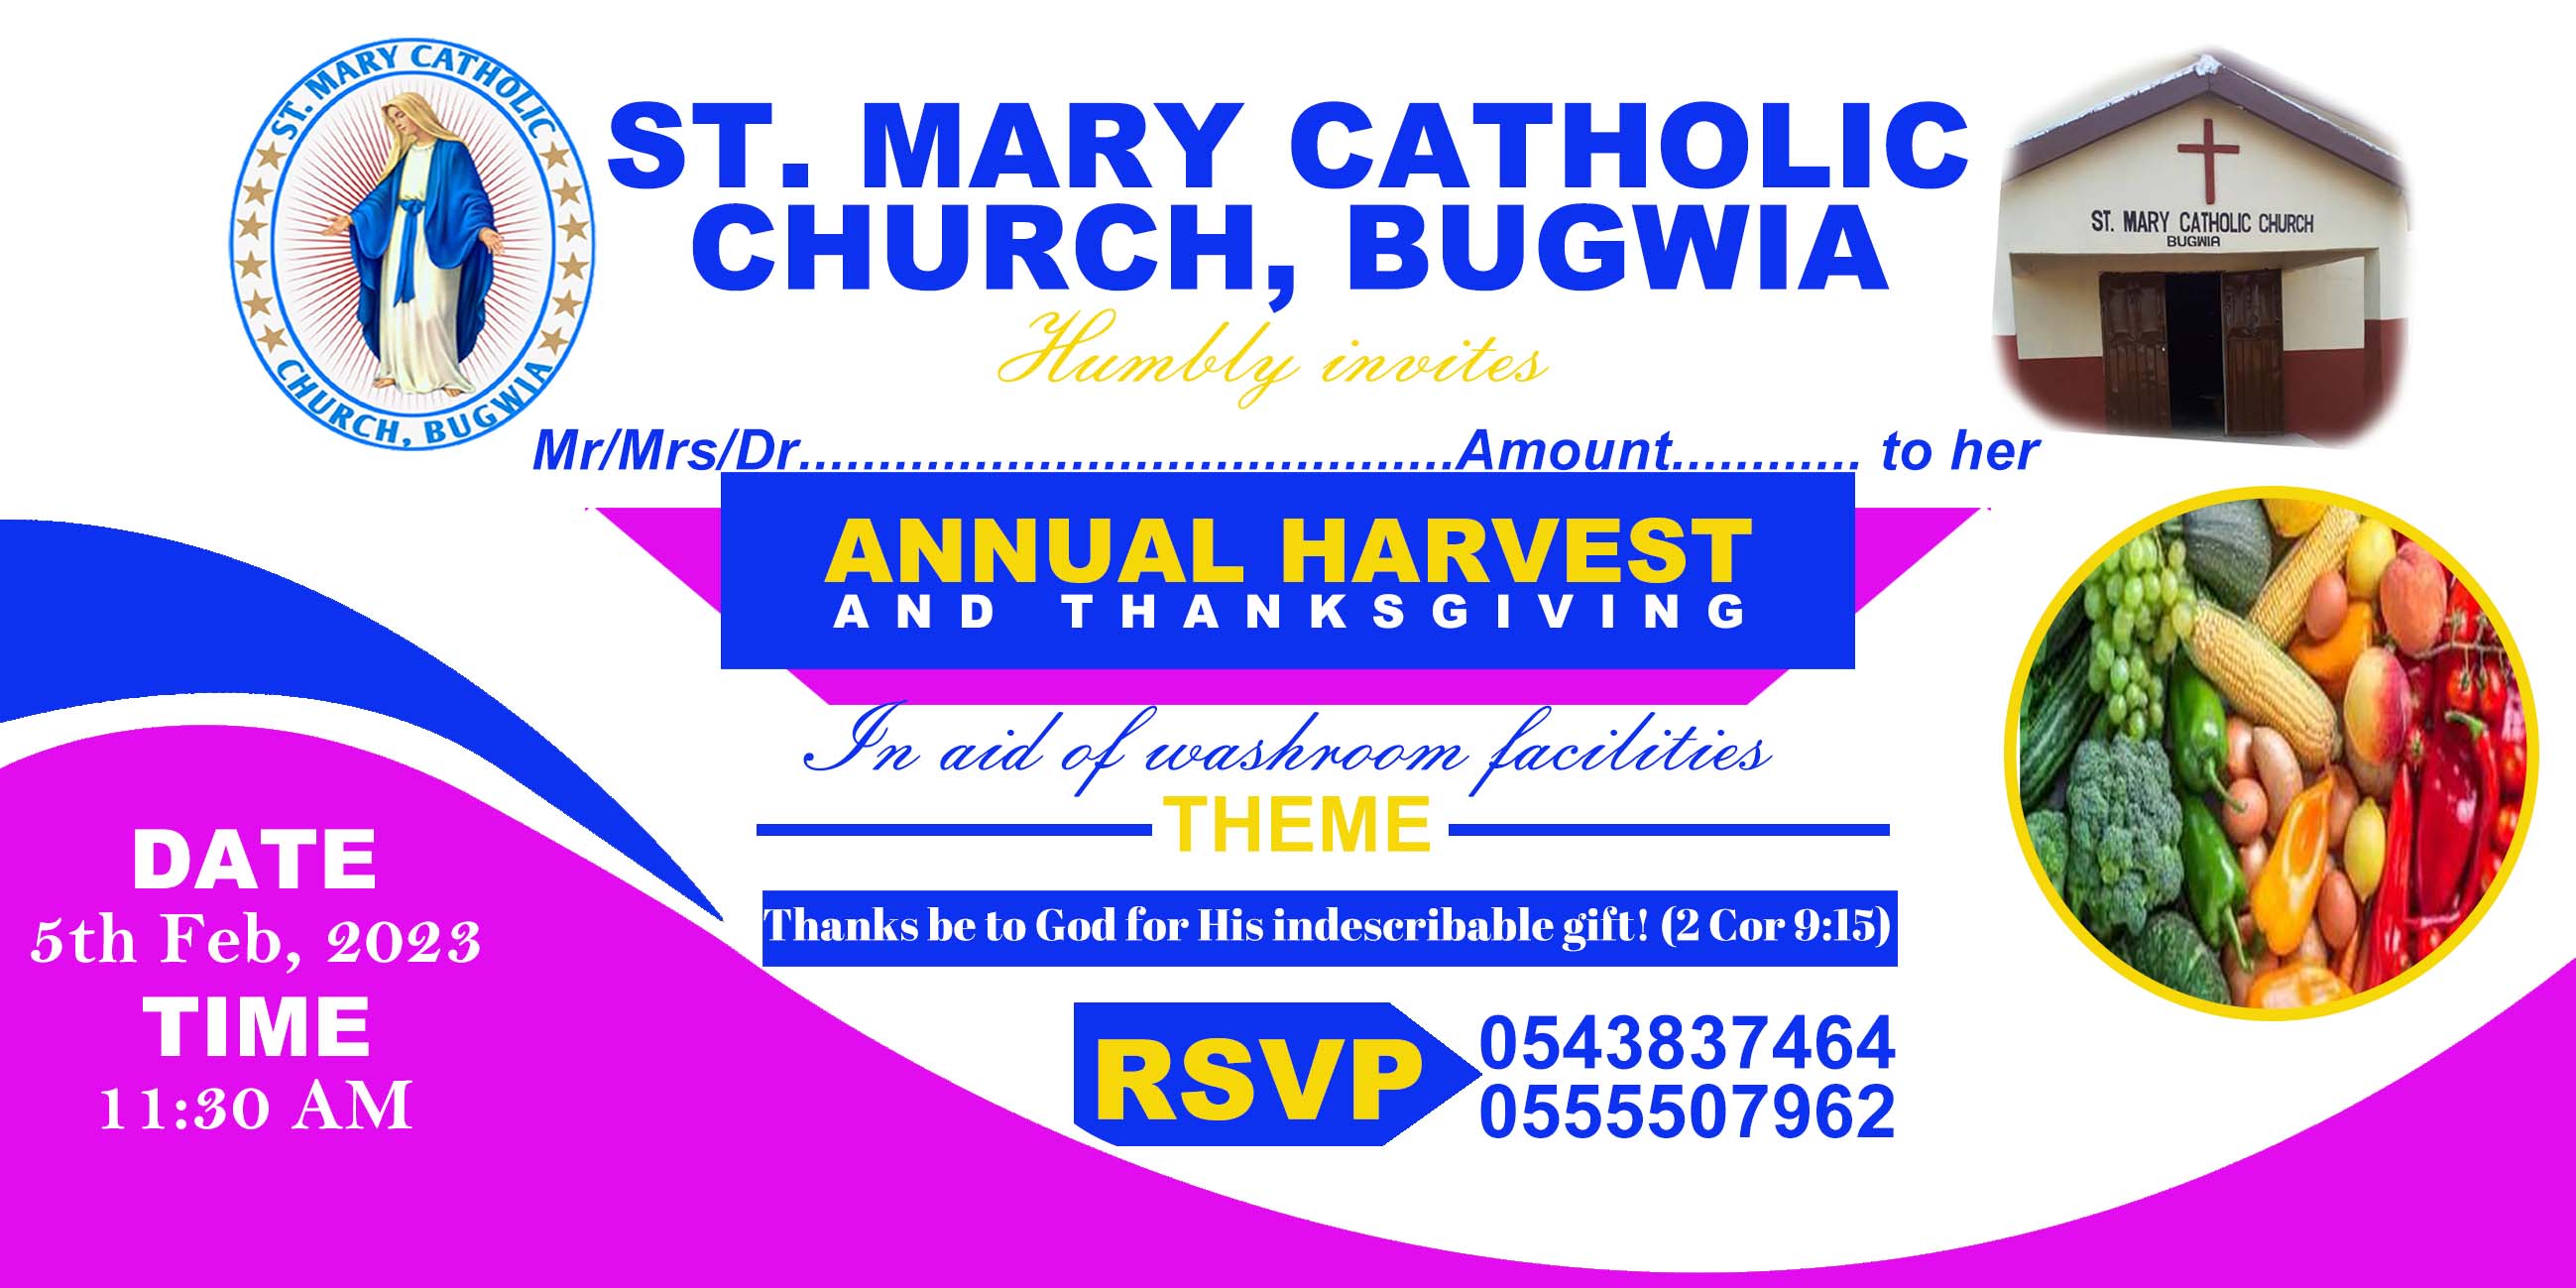 ST. MARY CATHOLIC
CHURCH, BUGWIA
ST. MARY CATHOLIC
CHURCH, BUGWIA
ST. MARY CATHOLIC CHURCH
BUGWIA
Humbly invites
Mr/Mrs/Dr.........................................Amount............ to her
ANNUAL HARVEST
AND THANKSGIVING
In aid of washroom facilities
THEME
Thanks be to God for His indescribable gift! (2 Cor 9:15)
DATE
5th Feb, 2023
TIME
11:30 AM
RSVP
0543837464
0555507962